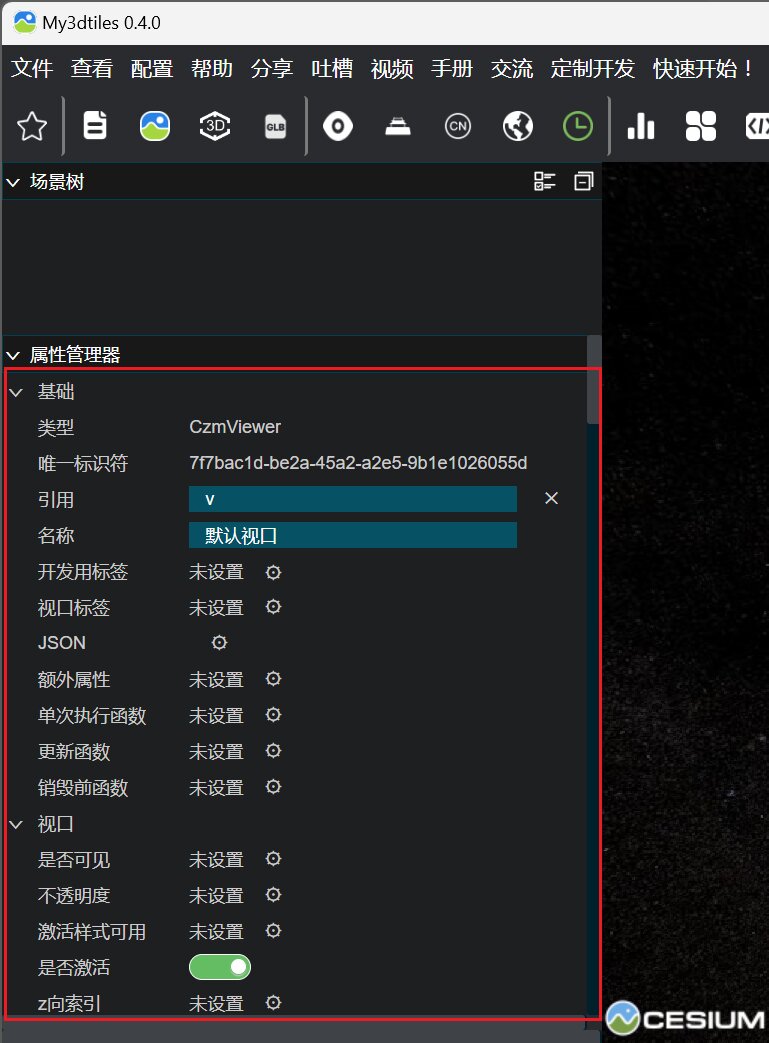 My3dtiles 0.4.0
文件 查看 配置 帮助 分享 吐槽 视频 手册 交流 定制开发 快速开始！
3D GLB CN
场景树
属性管理器
基础
类型 CzmViewer
唯一标识符 7f7bac1d-be2a-45a2-a2e5-9b1e1026055d
引用 v
名称 默认视口
开发用标签 未设置
视口标签 未设置
JSON
额外属性 未设置
单次执行函数 未设置
更新函数 未设置
销毁前函数 未设置
视口
是否可见 未设置
不透明度 未设置
激活样式可用 未设置
是否激活
z向索引 未设置
CESIUM